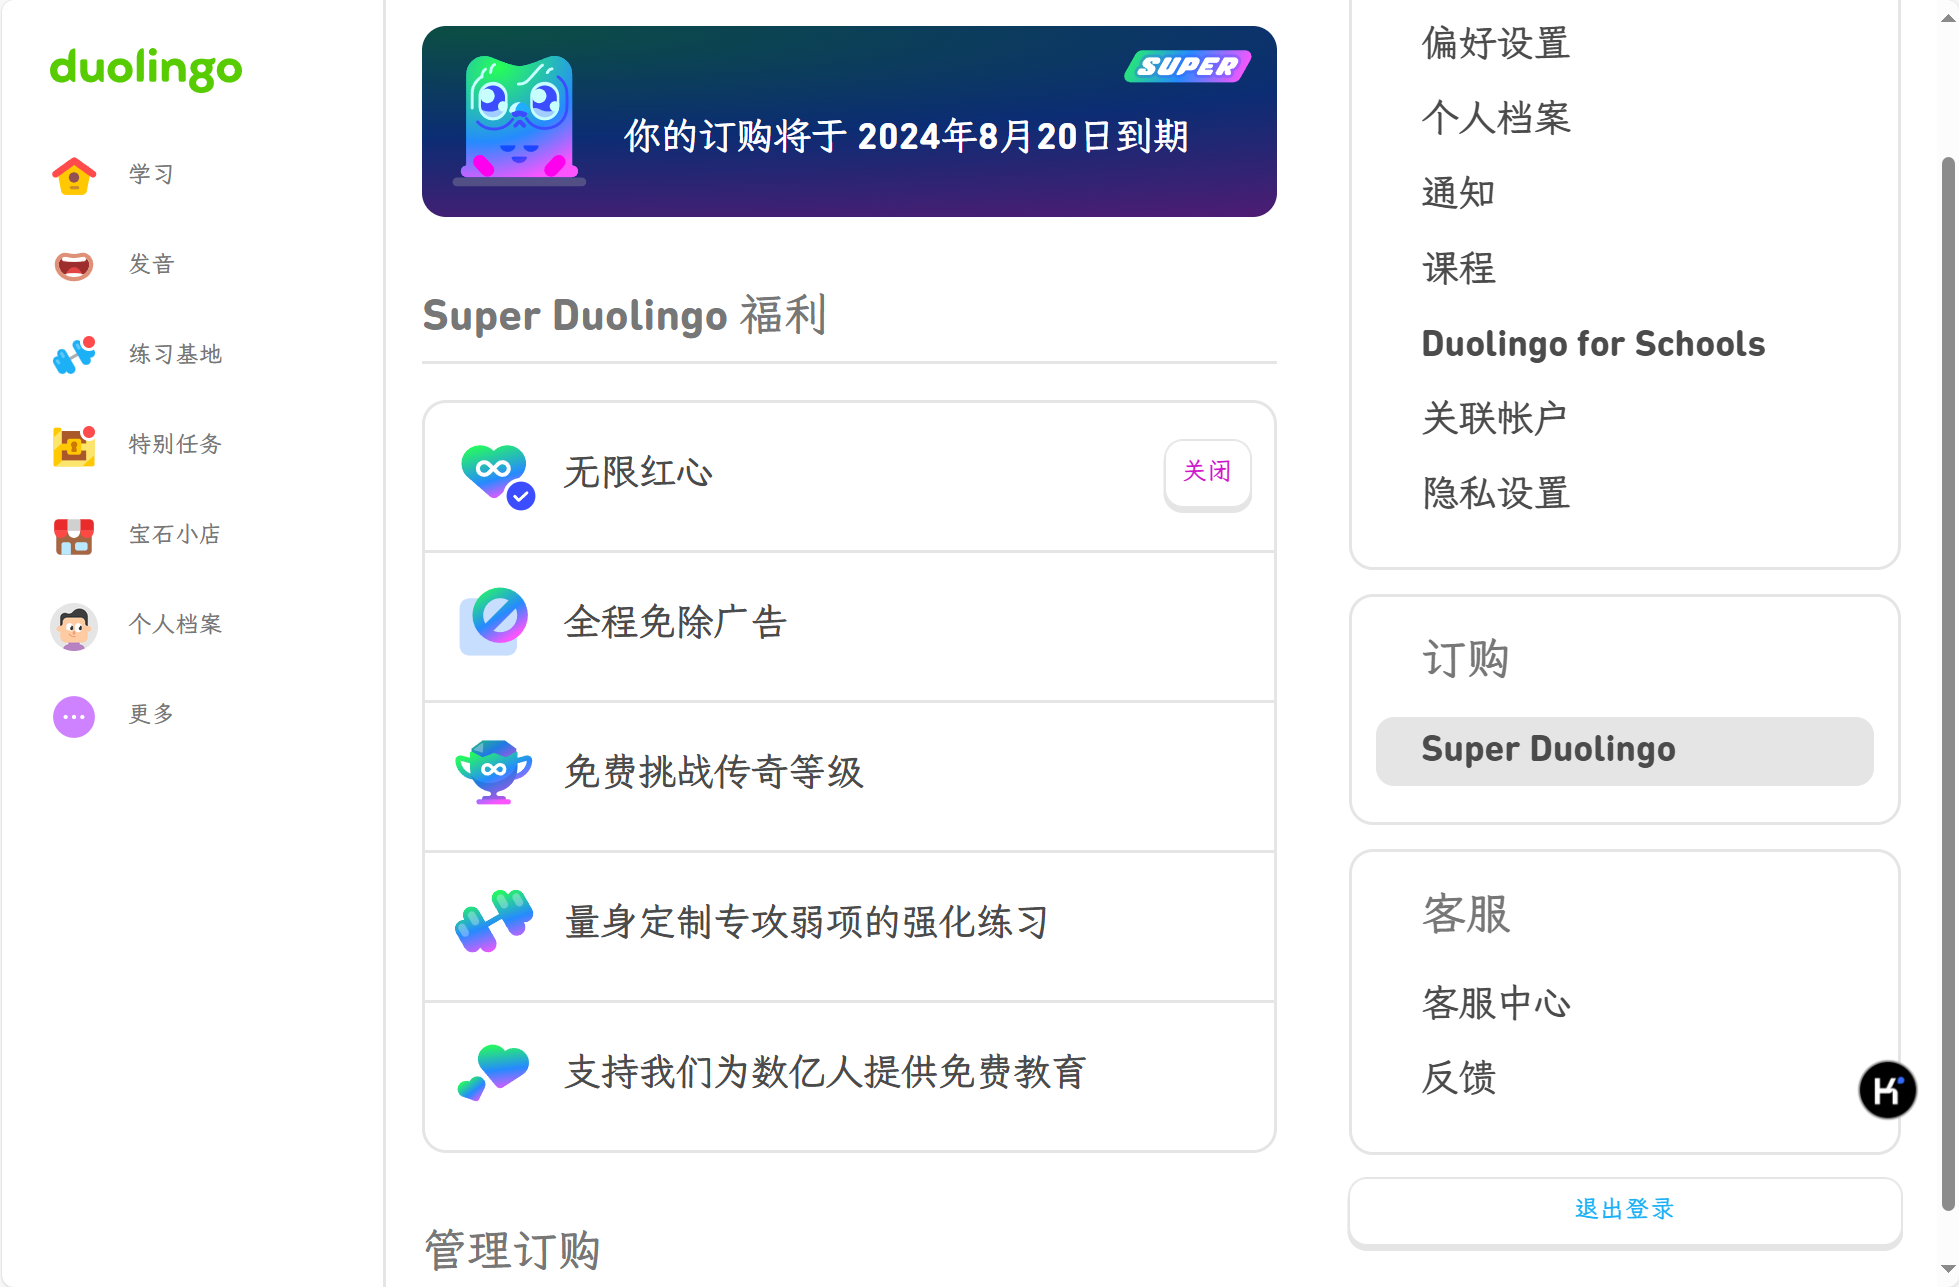 duolingo
学习
发音
练习基地
特别任务
宝石小店
个人档案
更多
SUPER
你的订购将于 2024年8月20日到期
Super Duolingo 福利
无限红心
关闭
全程免除广告
免费挑战传奇等级
量身定制专攻弱项的强化练习
支持我们为数亿人提供免费教育
管理订购
偏好设置
个人档案
通知
课程
Duolingo for Schools
关联帐户
隐私设置
订购
Super Duolingo
客服
客服中心
反馈
K
退出登录